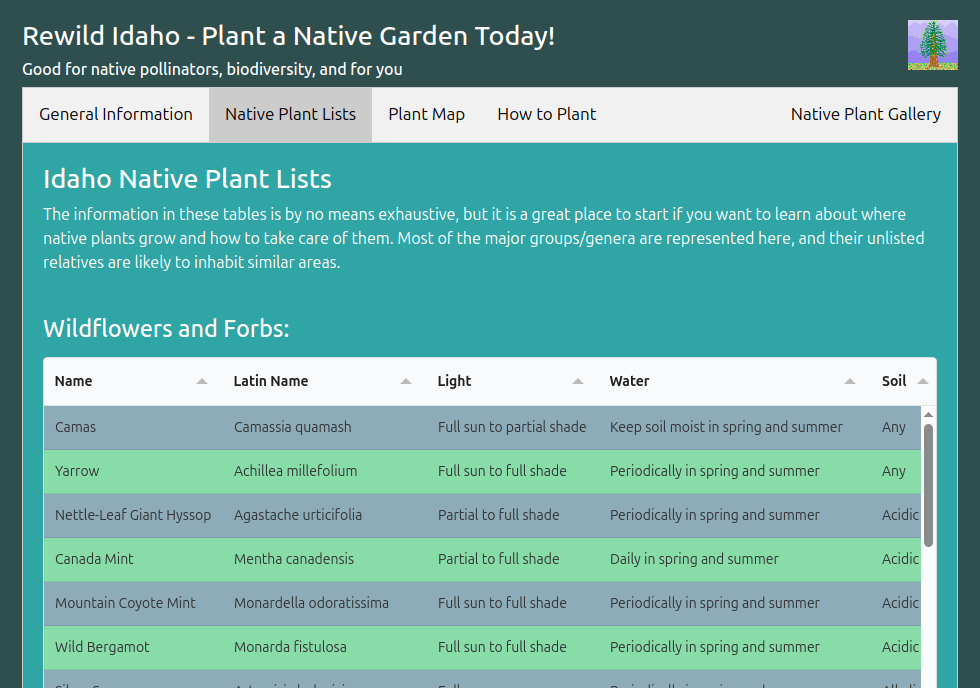 Rewild Idaho - Plant a Native Garden Today!
Good for native pollinators, biodiversity, and for you
General Information Native Plant Lists Plant Map How to Plant Native Plant Gallery
Idaho Native Plant Lists
The information in these tables is by no means exhaustive, but it is a great place to start if you want to learn about where
native plants grow and how to take care of them. Most of the major groups/genera are represented here, and their unlisted
relatives are likely to inhabit similar areas.
Wildflowers and Forbs:
Name Latin Name Light Water Soil
Camas Camassia quamash Full sun to partial shade Keep soil moist in spring and summer Any
Yarrow Achillea millefolium Full sun to full shade Periodically in spring and summer Any
Nettle-Leaf Giant Hyssop Agastache urticifolia Partial to full shade Periodically in spring and summer Acidic
Canada Mint Mentha canadensis Partial to full shade Daily in spring and summer Acidic
Mountain Coyote Mint Monardella odoratissima Full sun to full shade Periodically in spring and summer Acidic
Wild Bergamot Monarda fistulosa Full sun to full shade Periodically in spring and summer Acidic